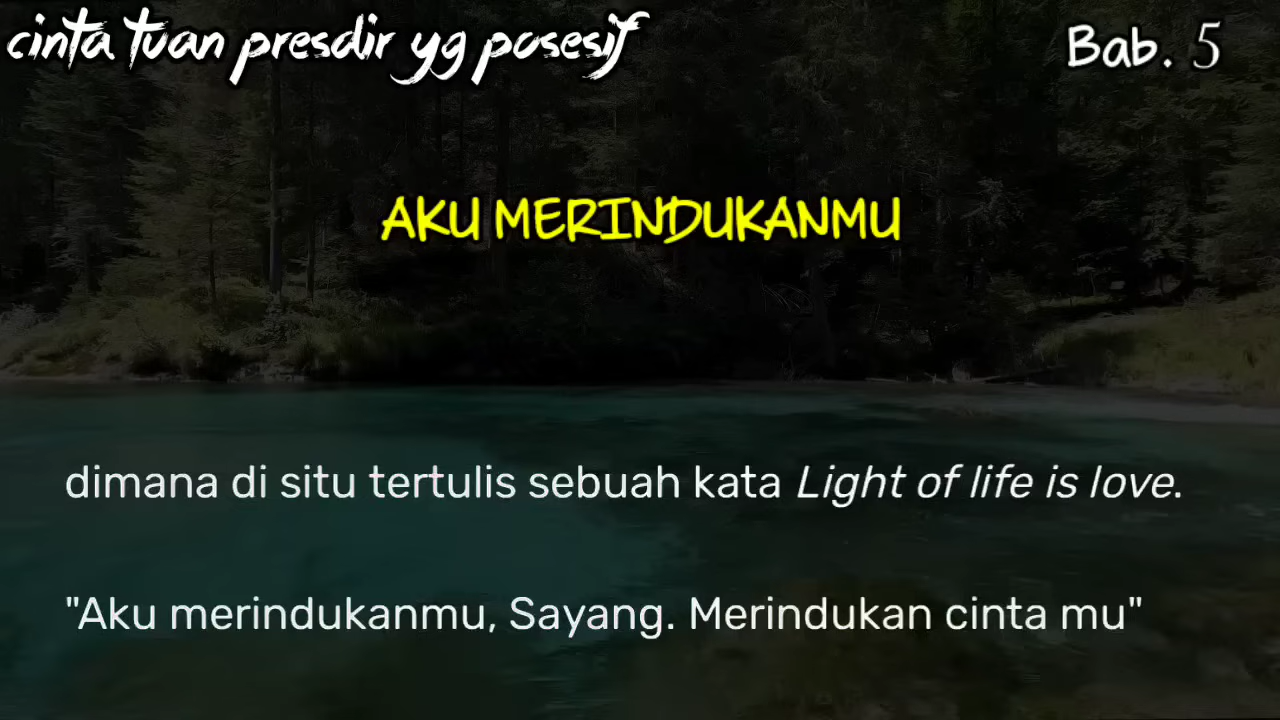 cinta tuan presdir yg posesif
Bab. 5
AKU MERINDUKANMU
dimana di situ tertulis sebuah kata Light of life is love.
"Aku merindukanmu, Sayang. Merindukan cinta mu"